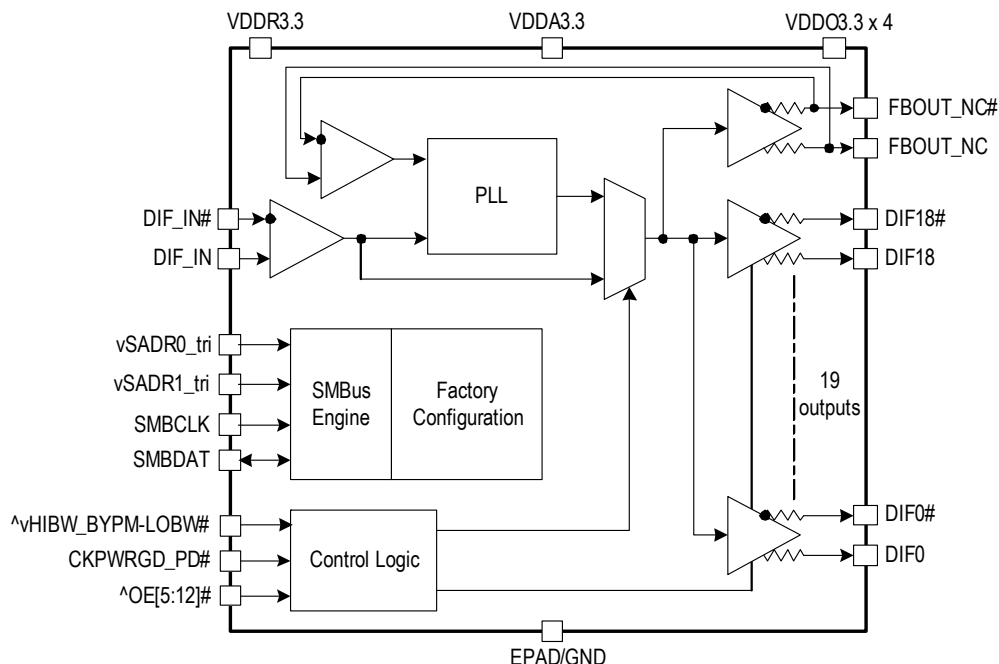 VDDR3.3
VDDA3.3
VDDO3.3 x 4
FBOUT_NC#
FBOUT_NC
PLL
DIF_IN#
DIF_IN
DIF18#
DIF18
vSADR0_tri
vSADR1_tri
SMBCLK
SMBDAT
SMBus
Engine
Factory
Configuration
19
outputs
^vHIBW_BYPM-LOBW#
CKPWRGD_PD#
^OE[5:12]#
Control Logic
DIF0#
DIF0
EPAD/GND